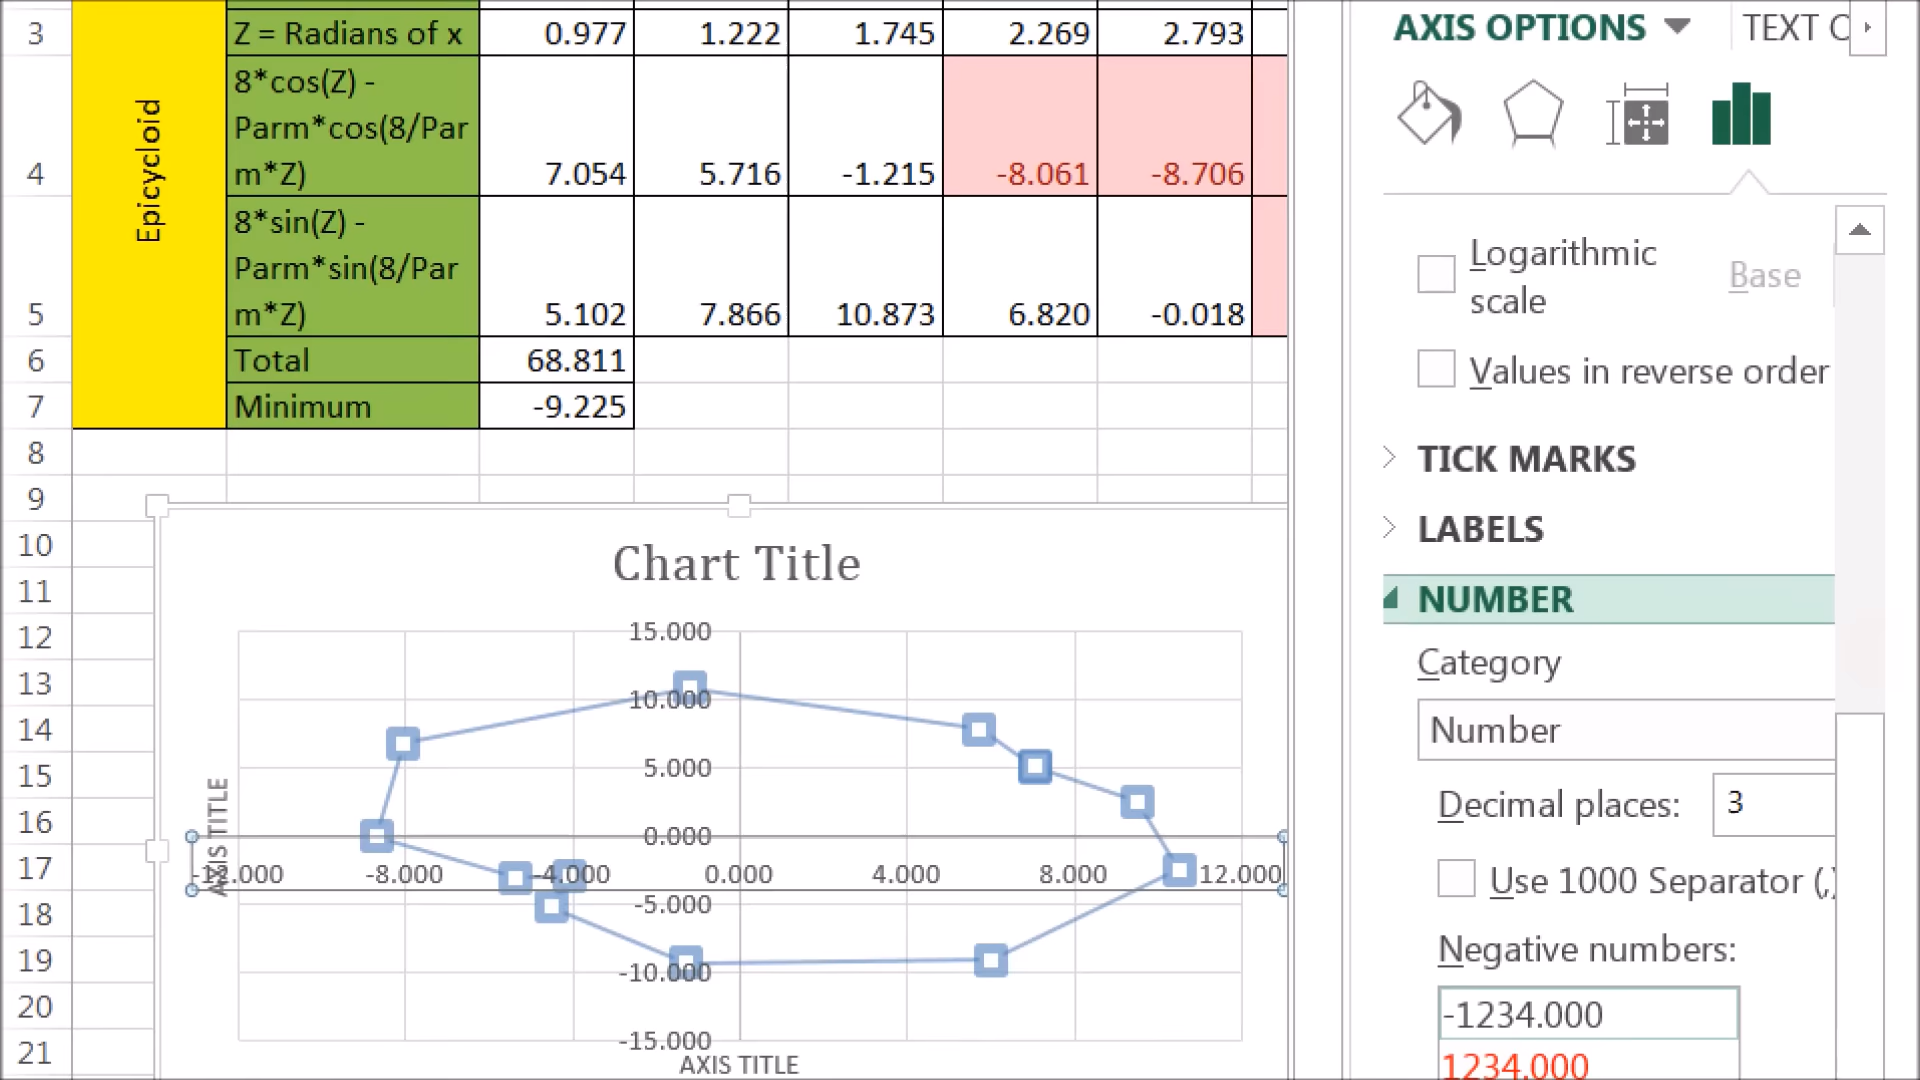 AXIS OPTIONS
TEXT
3
Z = Radians of x
0.977
1.222
1.745
2.269
2.793
Epicycloid
4
8*cos(Z) -
Parm*cos(8/Par
m*Z)
7.054
5.716
-1.215
-8.061
-8.706
5
8*sin(Z) -
Parm*sin(8/Par
m*Z)
5.102
7.866
10.873
6.820
-0.018
6
Total
68.811
7
Minimum
-9.225
8
9
10
11
12
13
14
15
16
17
18
19
20
21
Chart Title
15.000
10.000
5.000
0.000
-5.000
-10.000
-15.000
-12.000
-8.000
-4.000
0.000
4.000
8.000
12.000
AXIS TITLE
AXIS TITLE
Logarithmic
scale
Base
Values in reverse order
TICK MARKS
LABELS
NUMBER
Category
Number
Decimal places:
3
Use 1000 Separator (,)
Negative numbers:
-1234.000
1234.000